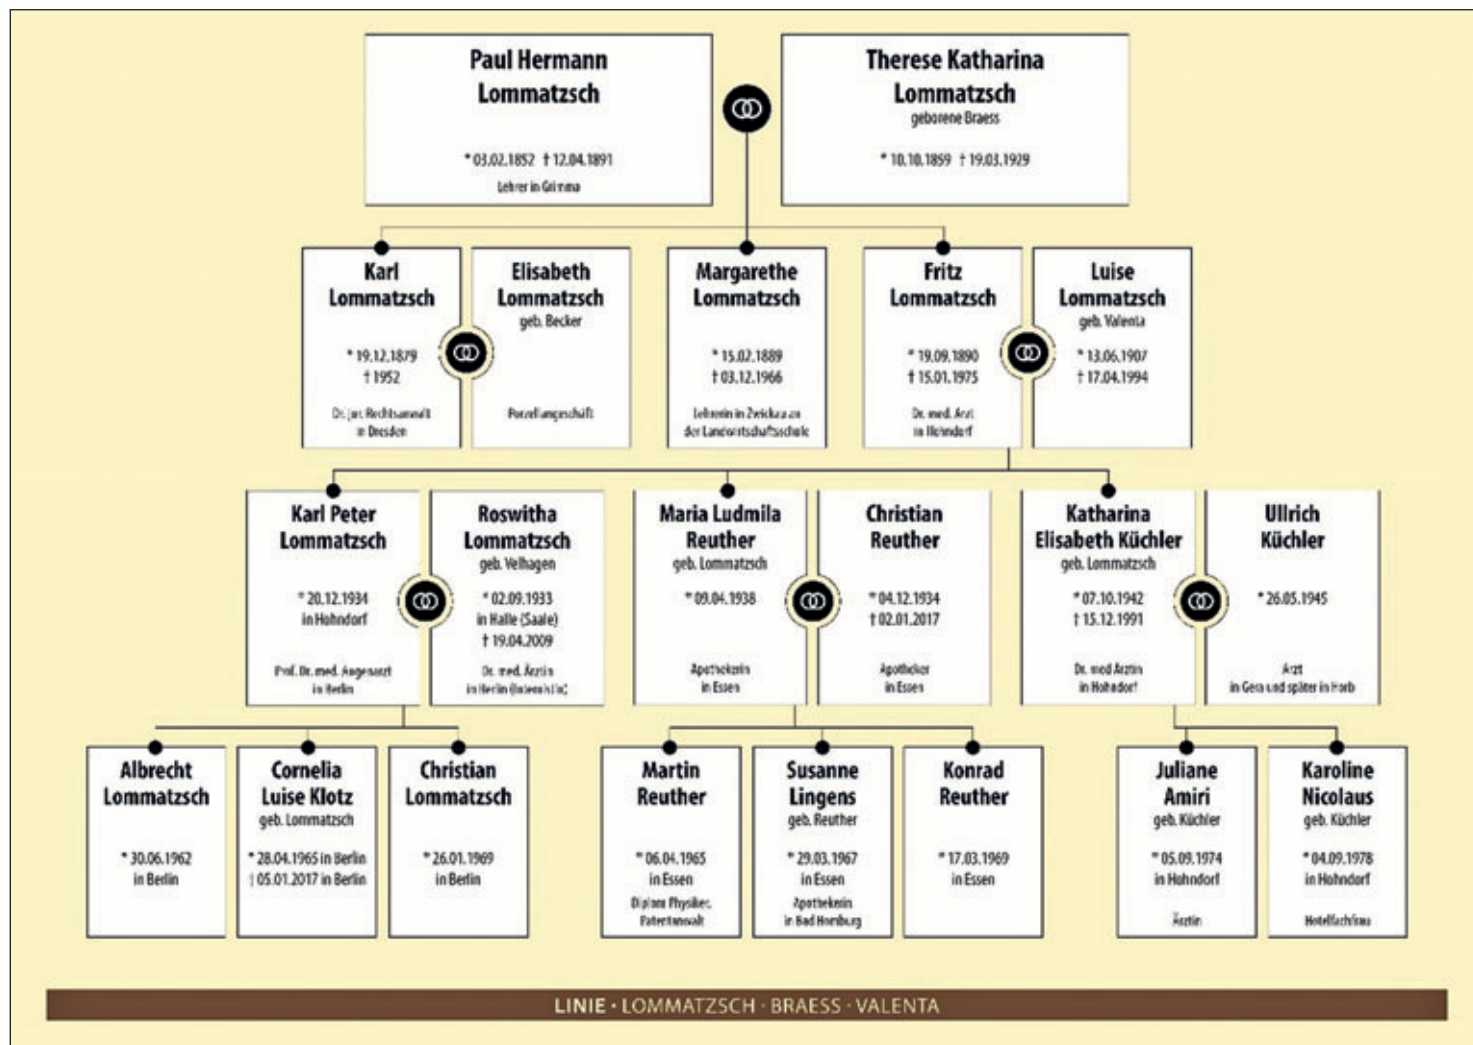 Paul Hermann
Lommatzsch
* 03.02.1852 † 12.04.1891
Lehrer in Grimma
Therese Katharina
Lommatzsch
geborene Braess
* 10.10.1859 † 19.03.1929
Karl
Lommatzsch
* 19.12.1879
† 1952
Dr. jur. Rechtsanwalt
in Dresden
Elisabeth
Lommatzsch
geb. Becker
Porzellangeschäft
Margarethe
Lommatzsch
* 15.02.1889
† 03.12.1966
Lehrerin in Zwickau an
der Landwirtschaftsschule
Fritz
Lommatzsch
* 19.09.1890
† 15.01.1975
Dr. med. Arzt
in Hohndorf
Luise
Lommatzsch
geb. Valenta
* 13.06.1907
† 17.04.1994
Karl Peter
Lommatzsch
* 20.12.1934
in Hohndorf
Prof. Dr. med. Augenarzt
in Berlin
Roswitha
Lommatzsch
geb. Velhagen
* 02.09.1933
in Halle (Saale)
† 19.04.2009
Dr. med. Ärztin
in Berlin (Internistin)
Maria Ludmila
Reuther
geb. Lommatzsch
* 09.04.1938
Apothekerin
in Essen
Christian
Reuther
* 04.12.1934
† 02.01.2017
Apotheker
in Essen
Katharina
Elisabeth Küchler
geb. Lommatzsch
* 07.10.1942
† 15.12.1991
Dr. med Ärztin
in Hohndorf
Ullrich
Küchler
* 26.05.1945
Arzt
in Gera und später in Horb
Albrecht
Lommatzsch
* 30.06.1962
in Berlin
Cornelia
Luise Klotz
geb. Lommatzsch
* 28.04.1965 in Berlin
† 05.01.2017 in Berlin
Christian
Lommatzsch
* 26.01.1969
in Berlin
Martin
Reuther
* 06.04.1965
in Essen
Diplom Physiker,
Patentanwalt
Susanne
Lingens
geb. Reuther
* 29.03.1967
in Essen
Apothekerin
in Bad Homburg
Konrad
Reuther
* 17.03.1969
in Essen
Juliane
Amiri
geb. Küchler
* 05.09.1974
in Hohndorf
Ärztin
Karoline
Nicolaus
geb. Küchler
* 04.09.1978
in Hohndorf
Hotelfachfrau
LINIE · LOMMATZSCH · BRAESS · VALENTA